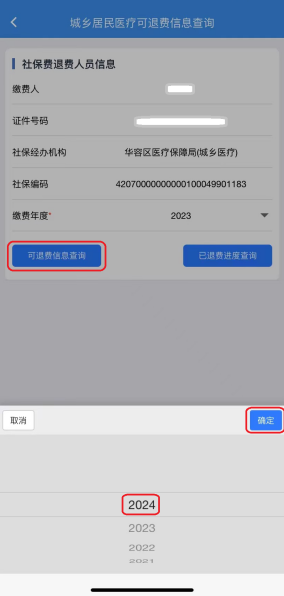 城乡居民医疗可退费信息查询
社保费退费人员信息
缴费人
证件号码
社保经办机构 华容区医疗保障局(城乡医疗)
社保编码 42070000000000100049901183
缴费年度* 2023
可退费信息查询 已退费进度查询
取消 确定
2024
2023
2022
2021